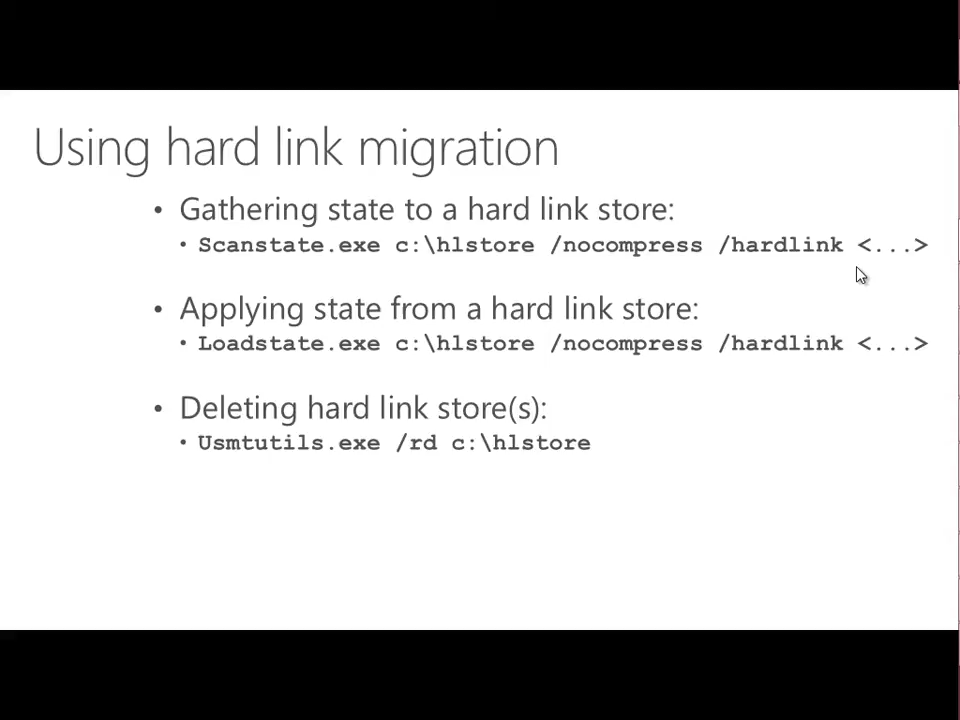 Using hard link migration
• Gathering state to a hard link store:
• Scanstate.exe c:\hlstore /nocompress /hardlink <...>
• Applying state from a hard link store:
• Loadstate.exe c:\hlstore /nocompress /hardlink <...>
• Deleting hard link store(s):
• Usmtutils.exe /rd c:\hlstore